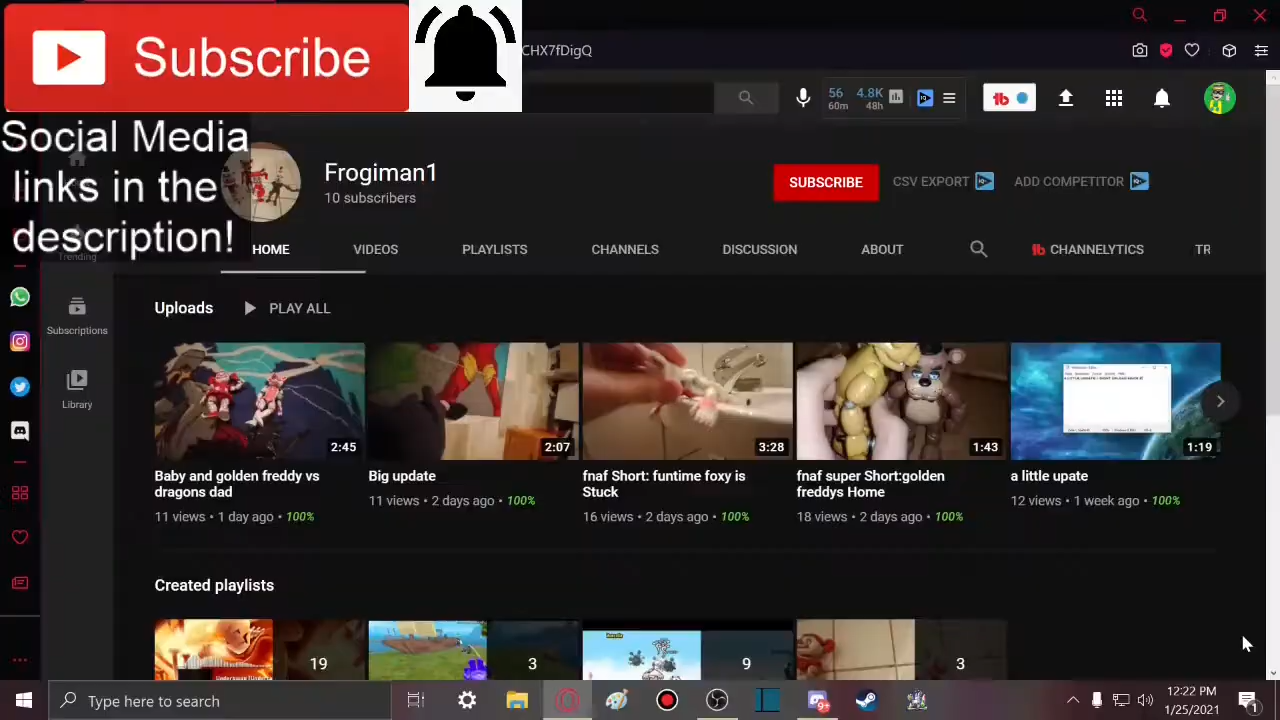 Subscribe
CHX7fDigQ
Social Media
links in the
description!
56
60m
4.8K
48h
Frogiman1
10 subscribers
SUBSCRIBE
CSV EXPORT
ADD COMPETITOR
HOME
VIDEOS
PLAYLISTS
CHANNELS
DISCUSSION
ABOUT
CHANNELYTICS
TR
Trending
Subscriptions
Library
Uploads
PLAY ALL
2:45
2:07
3:28
1:43
1:19
Baby and golden freddy vs
dragons dad
11 views • 1 day ago • 100%
Big update
11 views • 2 days ago • 100%
fnaf Short: funtime foxy is
Stuck
16 views • 2 days ago • 100%
fnaf super Short:golden
freddys Home
18 views • 2 days ago • 100%
a little upate
12 views • 1 week ago • 100%
Created playlists
19
3
9
3
Type here to search
9+
12:22 PM
1/25/2021
1